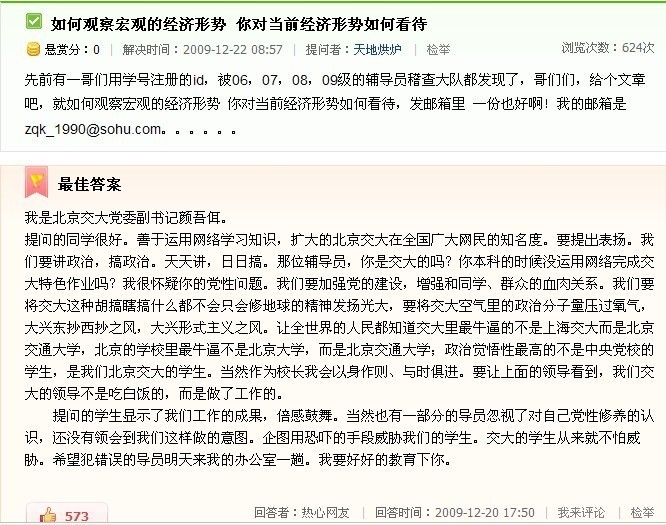 如何观察宏观的经济形势 你对当前经济形势如何看待
悬赏分：0 | 解决时间：2009-12-22 08:57 | 提问者：天地烘炉 | 检举
浏览次数：624次
先前有一哥们用学号注册的id，被06，07，08，09级的辅导员稽查大队都发现了，哥们们，给个文章
吧，就如何观察宏观的经济形势 你对当前经济形势如何看待，发邮箱里 一份也好啊！我的邮箱是
zqk_1990@sohu.com。。。。。。
最佳答案
我是北京交大党委副书记颜吾佴。
提问的同学很好。善于运用网络学习知识，扩大的北京交大在全国广大网民的知名度。要提出表扬。我
们要讲政治，搞政治。天天讲，日日搞。那位辅导员，你是交大的吗？你本科的时候没运用网络完成交
大特色作业吗？我很怀疑你的党性问题。我们要加强党的建设，增强和同学、群众的血肉关系。我们要
将交大这种胡搞瞎搞什么都不会只会修地球的精神发扬光大，要将交大空气里的政治分子量压过氧气，
大兴东抄西抄之风，大兴形式主义之风。让全世界的人民都知道交大里最牛逼的不是上海交大而是北京
交通大学，北京的学校里最牛逼不是北京大学，而是北京交通大学；政治觉悟性最高的不是中央党校的
学生，是我们北京交大的学生。当然作为校长我会以身作则、与时俱进。要让上面的领导看到，我们交
大的领导不是吃白饭的，而是做了工作的。
提问的学生显示了我们工作的成果，倍感鼓舞。当然也有一部分的导员忽视了对自己党性修养的认
识，还没有领会到我们这样做的意图。企图用恐吓的手段威胁我们的学生。交大的学生从来就不怕威
胁。希望犯错误的导员明天来我的办公室一趟。我要好好的教育下你。
573
回答者：热心网友 | 回答时间：2009-12-20 17:50 | 我来评论 | 检举